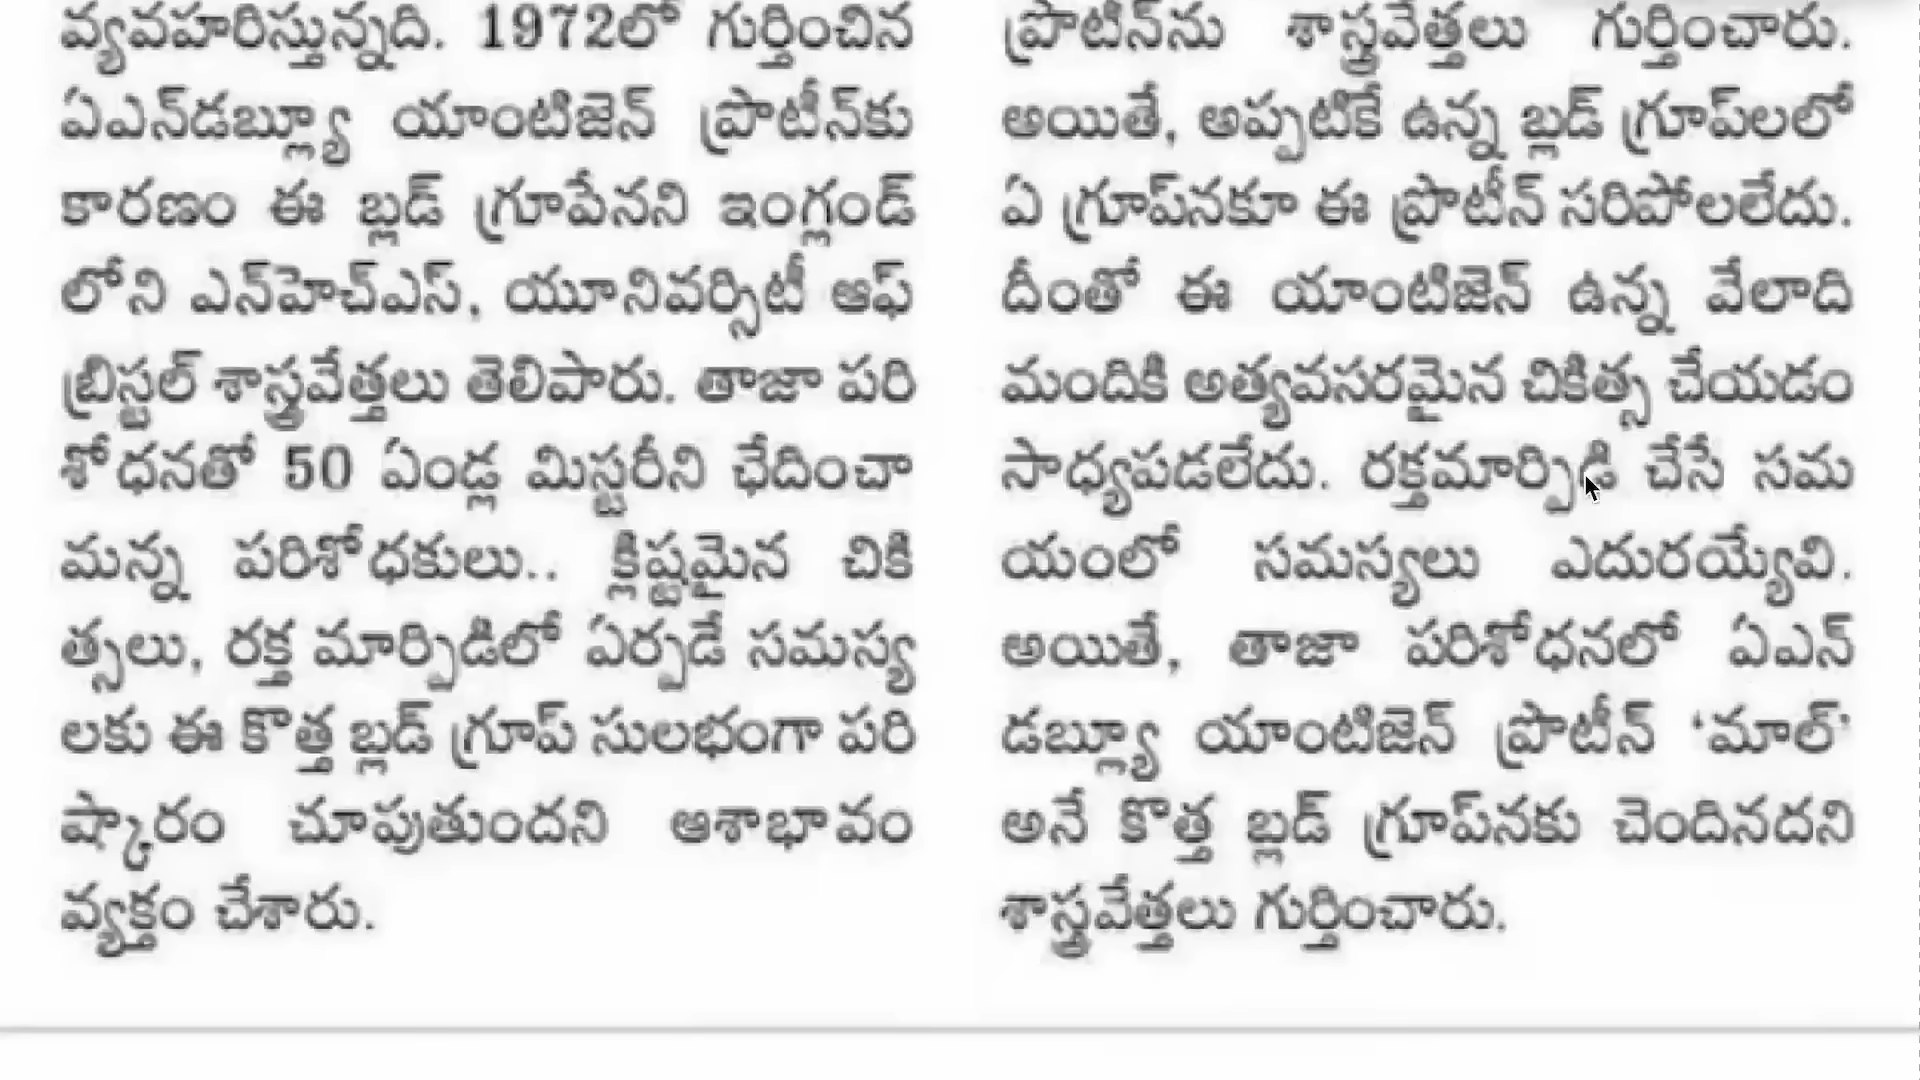 వ్యవహరిస్తున్నది. 1972లో గుర్తించిన
ఏఎన్‌డబ్ల్యూ యాంటిజెన్ ప్రొటీన్‌కు
కారణం ఈ బ్లడ్ గ్రూపేనని ఇంగ్లండ్
లోని ఎన్‌హెచ్‌ఎస్, యూనివర్సిటీ ఆఫ్
బ్రిస్టల్ శాస్త్రవేత్తలు తెలిపారు. తాజా పరి
శోధనతో 50 ఏండ్ల మిస్టరీని ఛేదించా
మన్న పరిశోధకులు.. క్లిష్టమైన చికి
త్సలు, రక్త మార్పిడిలో ఏర్పడే సమస్య
లకు ఈ కొత్త బ్లడ్ గ్రూప్ సులభంగా పరి
ష్కారం చూపుతుందని ఆశాభావం
వ్యక్తం చేశారు.
ప్రొటీన్‌ను శాస్త్రవేత్తలు గుర్తించారు.
అయితే, అప్పటికే ఉన్న బ్లడ్ గ్రూప్‌లలో
ఏ గ్రూప్‌నకూ ఈ ప్రొటీన్ సరిపోలలేదు.
దీంతో ఈ యాంటిజెన్ ఉన్న వేలాది
మందికి అత్యవసరమైన చికిత్స చేయడం
సాధ్యపడలేదు. రక్తమార్పిడి చేసే సమ
యంలో సమస్యలు ఎదురయ్యేవి.
అయితే, తాజా పరిశోధనలో ఏఎన్
డబ్ల్యూ యాంటిజెన్ ప్రొటీన్ 'మాల్'
అనే కొత్త బ్లడ్ గ్రూప్‌నకు చెందినదని
శాస్త్రవేత్తలు గుర్తించారు.